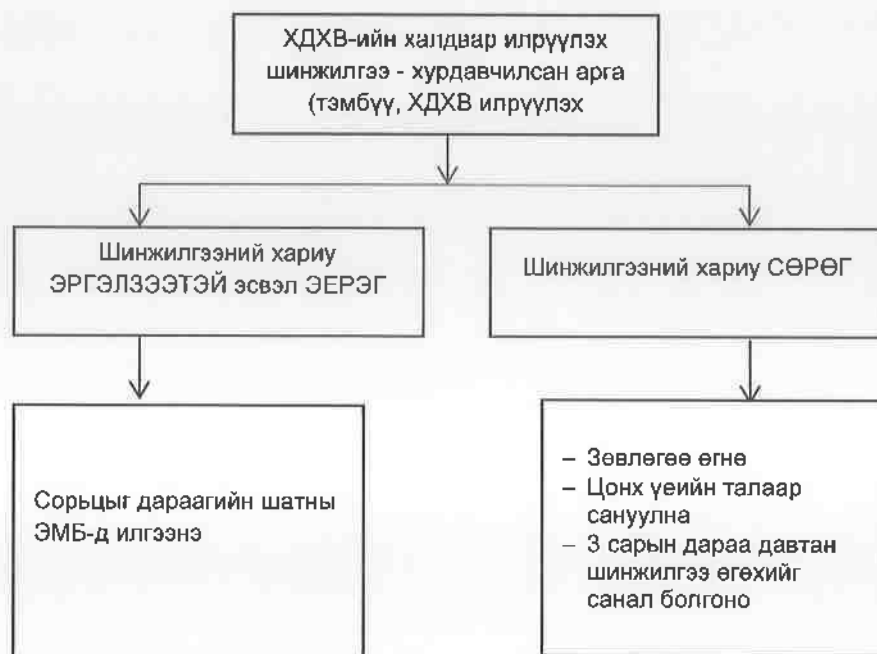 ХДХВ-ийн халдвар илрүүлэх
шинжилгээ - хурдавчилсан арга
(тэмбүү, ХДХВ илрүүлэх
Шинжилгээний хариу
ЭРГЭЛЗЭЭТЭЙ эсвэл ЭЕРЭГ
Шинжилгээний хариу СӨРӨГ
Сорьцыг дараагийн шатны
ЭМБ-д илгээнэ
– Зөвлөгөө өгнө
– Цонх үеийн талаар
сануулна
– 3 сарын дараа давтан
шинжилгээ өгөхийг
санал болгоно